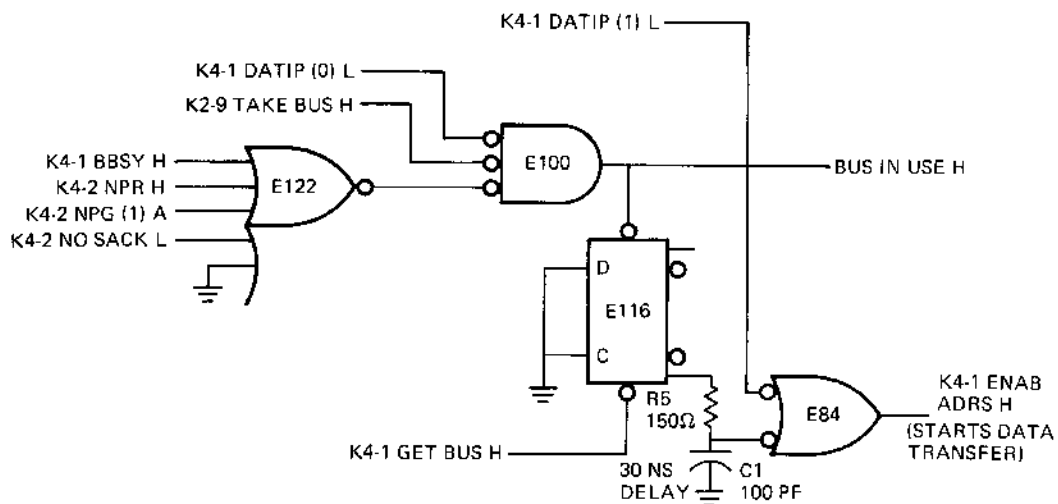 K4-1 DATIP (1) L
K4-1 DATIP (0) L
K2-9 TAKE BUS H
K4-1 BBSY H
K4-2 NPR H
K4-2 NPG (1) A
K4-2 NO SACK L
E122
E100
BUS IN USE H
D
E116
C
R5
150Ω
K4-1 GET BUS H
30 NS
DELAY
C1
100 PF
E84
K4-1 ENAB
ADRS H
(STARTS DATA
TRANSFER)